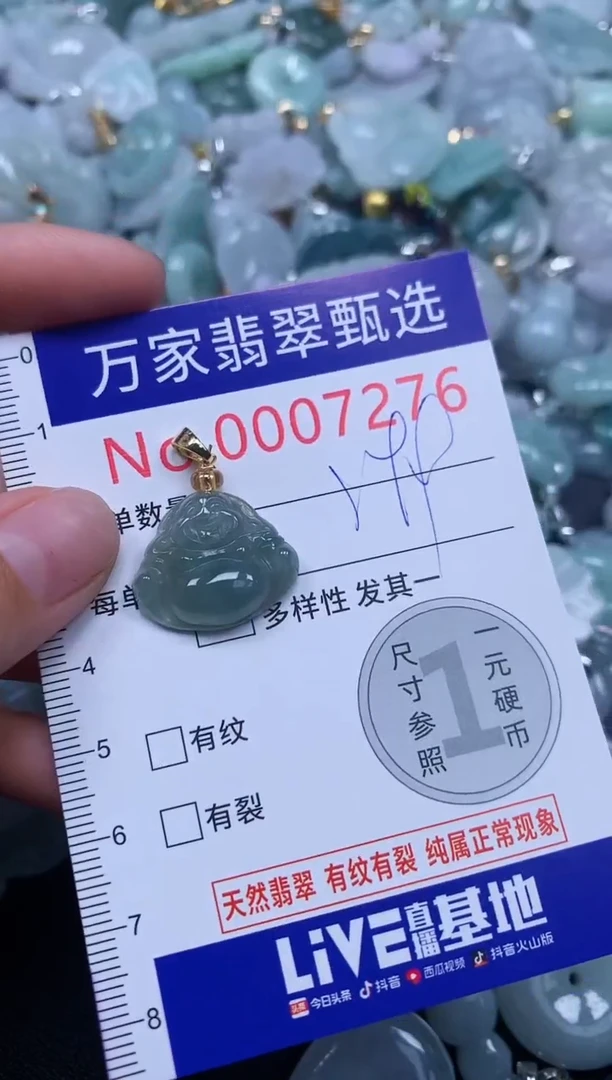 万家翡翠甄选
No.0007276
单数量
VIP
每单
多样性 发其一
0
1
4
5
6
7
8
有纹
有裂
尺寸参照
1
一元硬币
天然翡翠 有纹有裂 纯属正常现象
LiVE直播基地
头条 今日头条 抖音 西瓜视频 抖音火山版